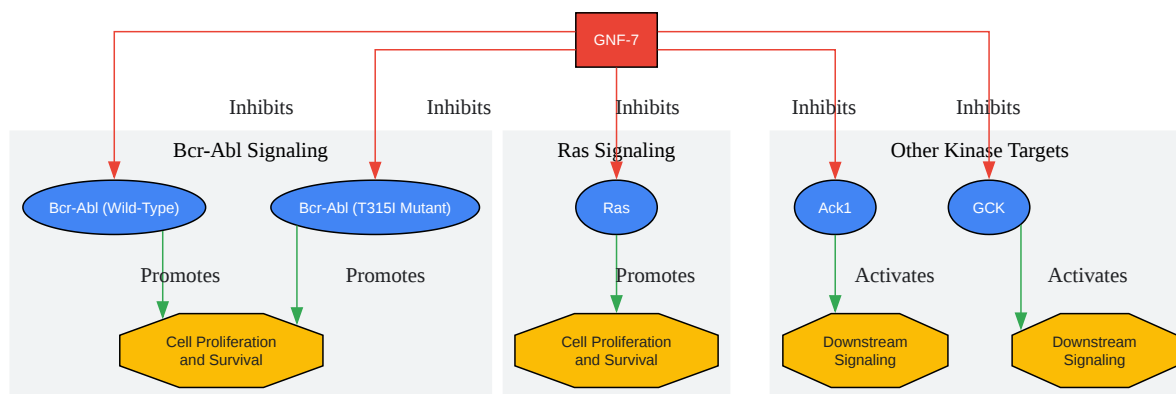 GNF-7
Inhibits
Inhibits
Inhibits
Inhibits
Inhibits
Bcr-Abl Signaling
Ras Signaling
Other Kinase Targets
Bcr-Abl (Wild-Type)
Bcr-Abl (T315I Mutant)
Ras
Ack1
GCK
Promotes
Promotes
Promotes
Activates
Activates
Cell Proliferation
and Survival
Cell Proliferation
and Survival
Downstream
Signaling
Downstream
Signaling